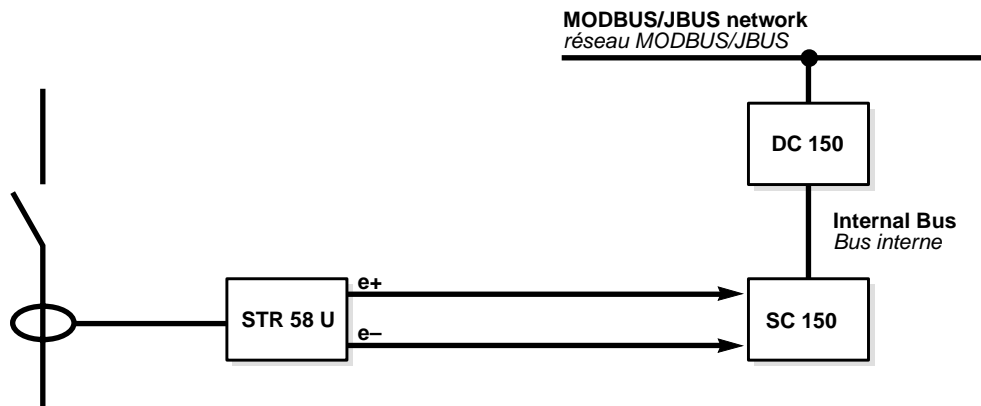 MODBUS/JBUS network
réseau MODBUS/JBUS
DC 150
Internal Bus
Bus interne
e+
STR 58 U
SC 150
e–